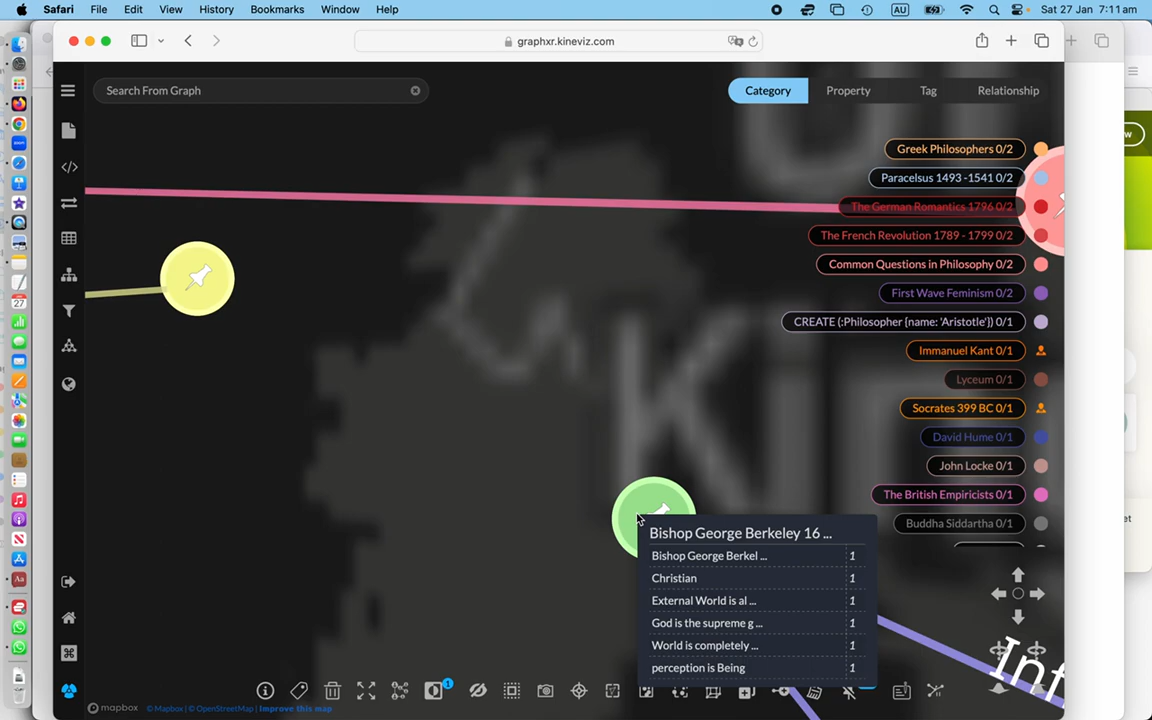 Safari File Edit View History Bookmarks Window Help
AU
Sat 27 Jan 7:11 am
graphxr.kineviz.com
Search From Graph
Category Property Tag Relationship
Greek Philosophers 0/2
Paracelsus 1493 -1541 0/2
The German Romantics 1796 0/2
The French Revolution 1789 - 1799 0/2
Common Questions in Philosophy 0/2
First Wave Feminism 0/2
CREATE (:Philosopher {name: 'Aristotle'}) 0/1
Immanuel Kant 0/1
Lyceum 0/1
Socrates 399 BC 0/1
David Hume 0/1
John Locke 0/1
The British Empiricists 0/1
Buddha Siddartha 0/1
Bishop George Berkeley 16 ...
Bishop George Berkel ... 1
Christian 1
External World is al ... 1
God is the supreme g ... 1
World is completely ... 1
perception is Being 1
Inf
1
mapbox © Mapbox | © OpenStreetMap | Improve this map